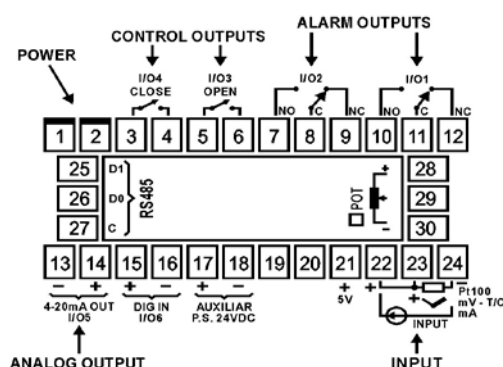 CONTROL OUTPUTS
ALARM OUTPUTS
POWER
I/O4
CLOSE
I/O3
OPEN
I/O2
I/O1
NO C NC NO C NC
1 2 3 4 5 6 7 8 9 10 11 12
25 D1 28
26 D0 RS485 POT + 29
27 C - 30
13 14 15 16 17 18 19 20 21 22 23 24
- + + - + - + + + -
4-20mA OUT
I/O5
DIG IN
I/O6
AUXILIAR
P.S. 24VDC
5V
Pt100
mV - T/C
mA
INPUT
ANALOG OUTPUT
INPUT